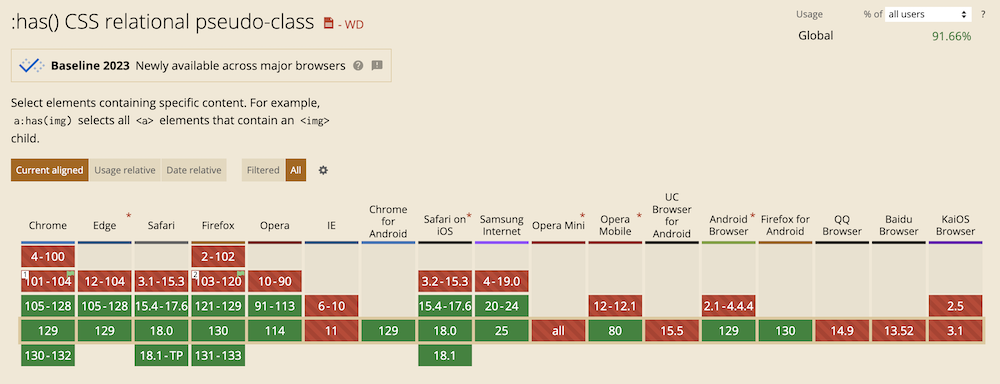 :has() CSS relational pseudo-class - WD
Usage % of all users ?
Global 91.66%
Baseline 2023 Newly available across major browsers ?
Select elements containing specific content. For example,
a:has(img) selects all <a> elements that contain an <img>
child.
Current aligned Usage relative Date relative Filtered All
Chrome Edge * Safari Firefox Opera IE Chrome for Android Safari on iOS * Samsung Internet Opera Mini * Opera Mobile * UC Browser for Android Android Browser * Firefox for Android QQ Browser Baidu Browser KaiOS Browser
4-100 2-102
1 101-104 12-104 3.1-15.3 2 103-120 10-90 3.2-15.3 4-19.0
105-128 105-128 15.4-17.6 121-129 91-113 6-10 15.4-17.6 20-24 12-12.1 2.1-4.4.4 2.5
129 129 18.0 130 114 11 129 18.0 25 all 80 15.5 129 130 14.9 13.52 3.1
130-132 18.1-TP 131-133 18.1